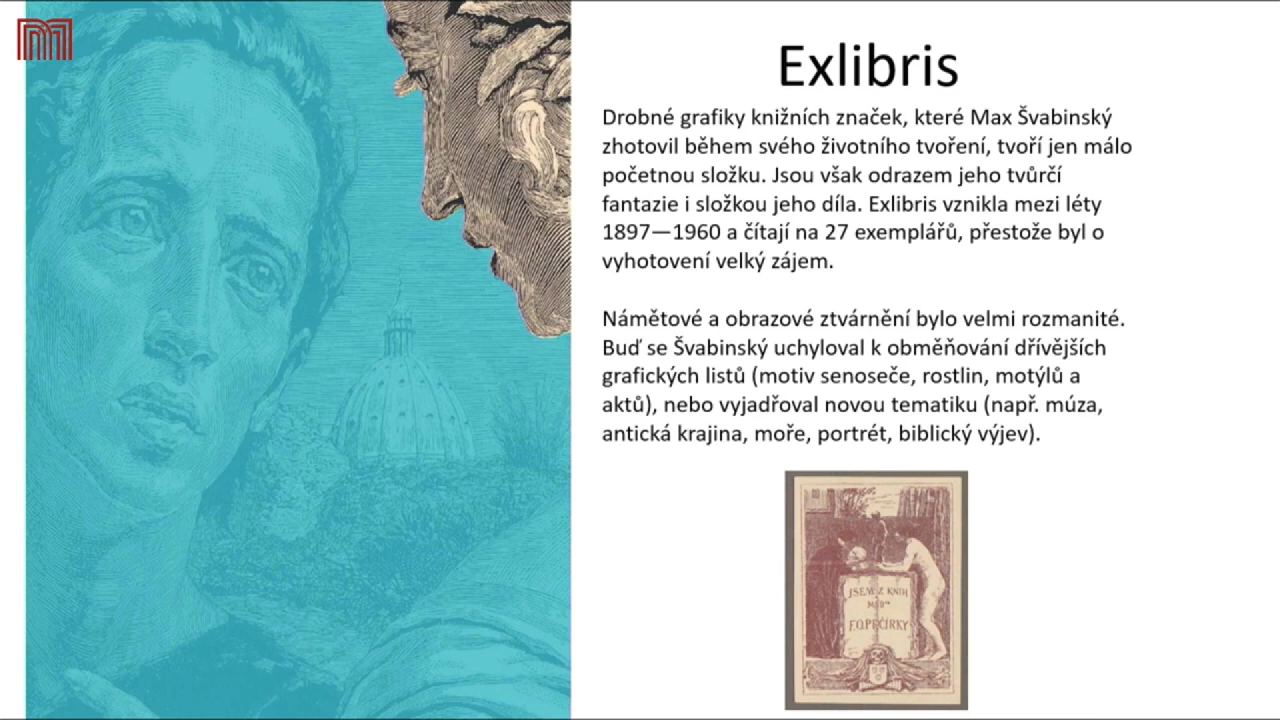 Exlibris
Drobné grafiky knižních značek, které Max Švabinský
zhotovil během svého životního tvoření, tvoří jen málo
početnou složku. Jsou však odrazem jeho tvůrčí
fantazie i složkou jeho díla. Exlibris vznikla mezi léty
1897—1960 a čítají na 27 exemplářů, přestože byl o
vyhotovení velký zájem.
Námětové a obrazové ztvárnění bylo velmi rozmanité.
Buď se Švabinský uchyloval k obměňování dřívějších
grafických listů (motiv senoseče, rostlin, motýlů a
aktů), nebo vyjadřoval novou tematiku (např. múza,
antická krajina, moře, portrét, biblický výjev).
JSEM Z KNIH
F.O.PEČÍRKY